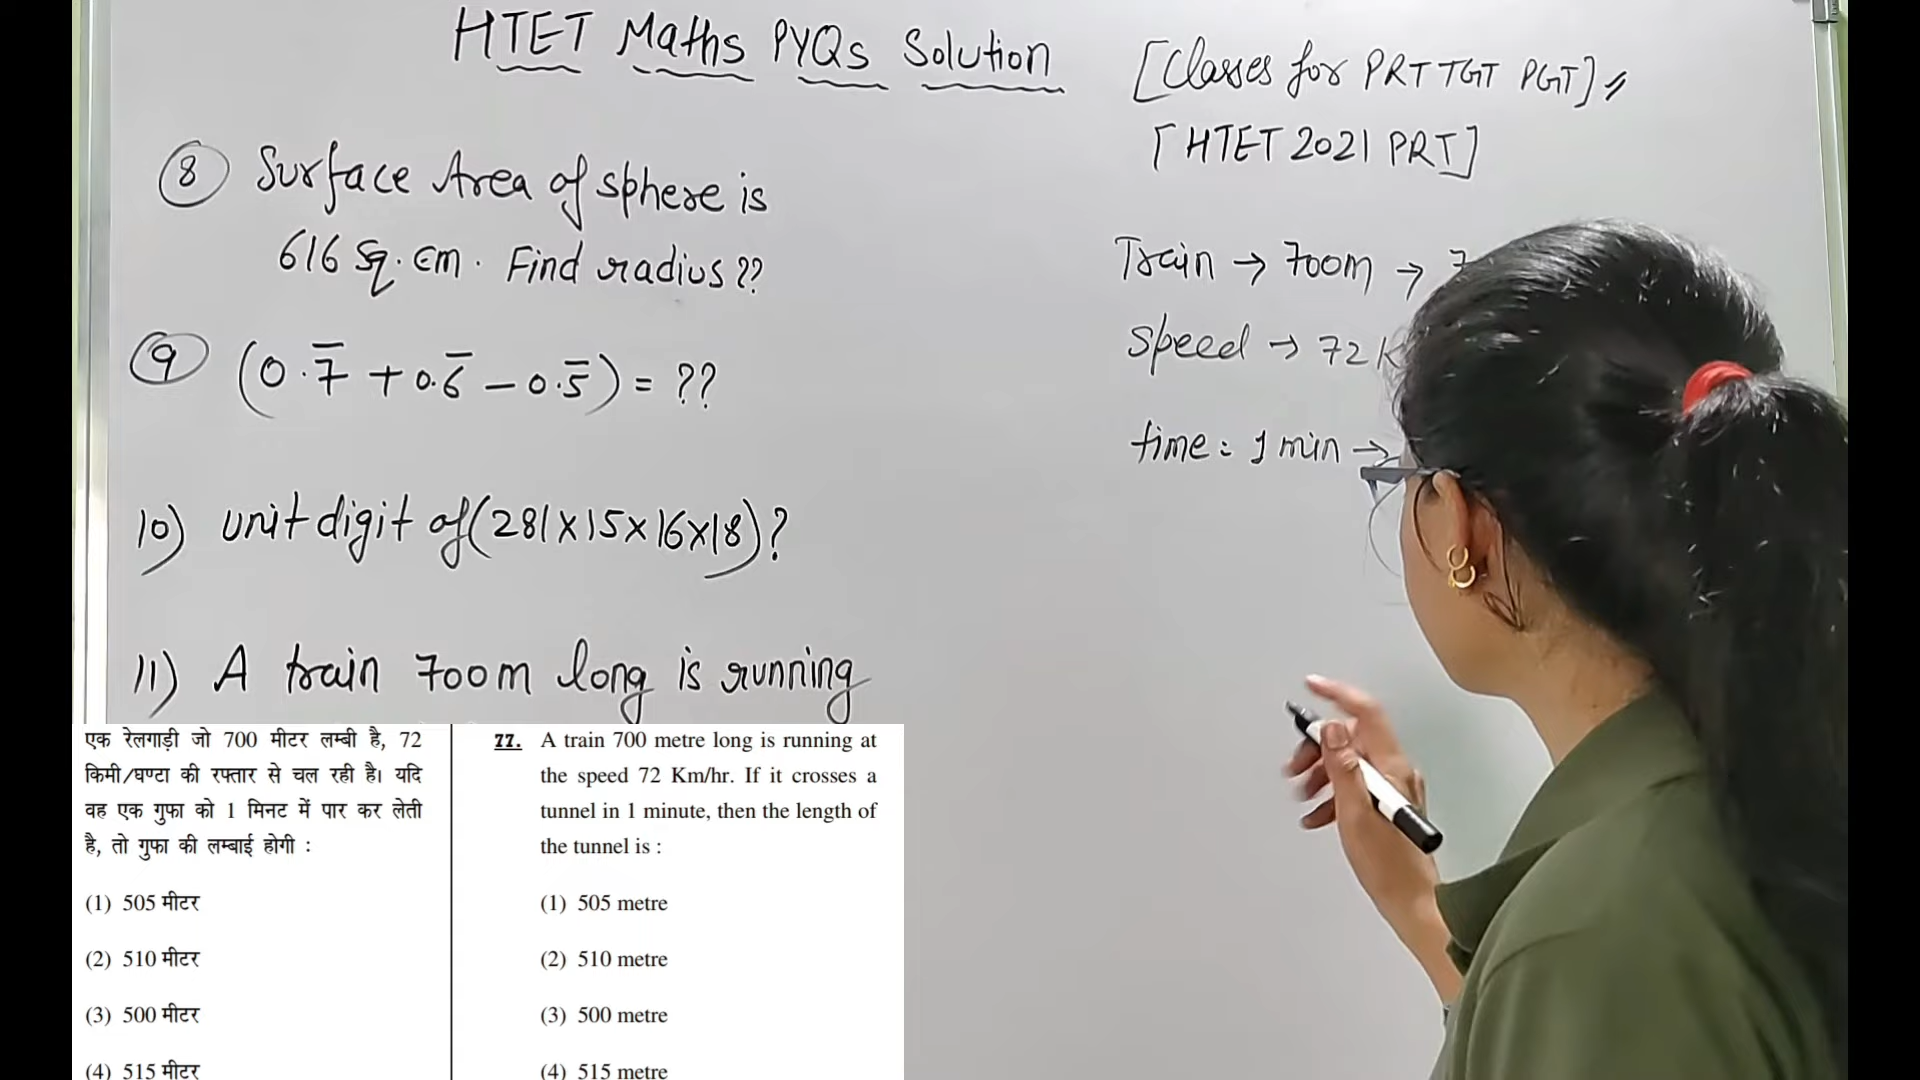 HTET Maths PYQs Solution
[Classes for PRT TGT PGT]
[HTET 2021 PRT]
⑧ Surface Area of sphere is
616 sq. cm. Find radius??
⑨ (0.7̅ + 0.6̅ − 0.5̅) = ??
10) unit digit of (281×15×16×18)?
11) A train 700m long is running
Train → 700m → 7
Speed → 72 K
time = 1 min →
एक रेलगाड़ी जो 700 मीटर लम्बी है, 72
किमी/घण्टा की रफ्तार से चल रही है। यदि
वह एक गुफा को 1 मिनट में पार कर लेती
है, तो गुफा की लम्बाई होगी :
(1) 505 मीटर
(2) 510 मीटर
(3) 500 मीटर
(4) 515 मीटर
77. A train 700 metre long is running at
the speed 72 Km/hr. If it crosses a
tunnel in 1 minute, then the length of
the tunnel is :
(1) 505 metre
(2) 510 metre
(3) 500 metre
(4) 515 metre